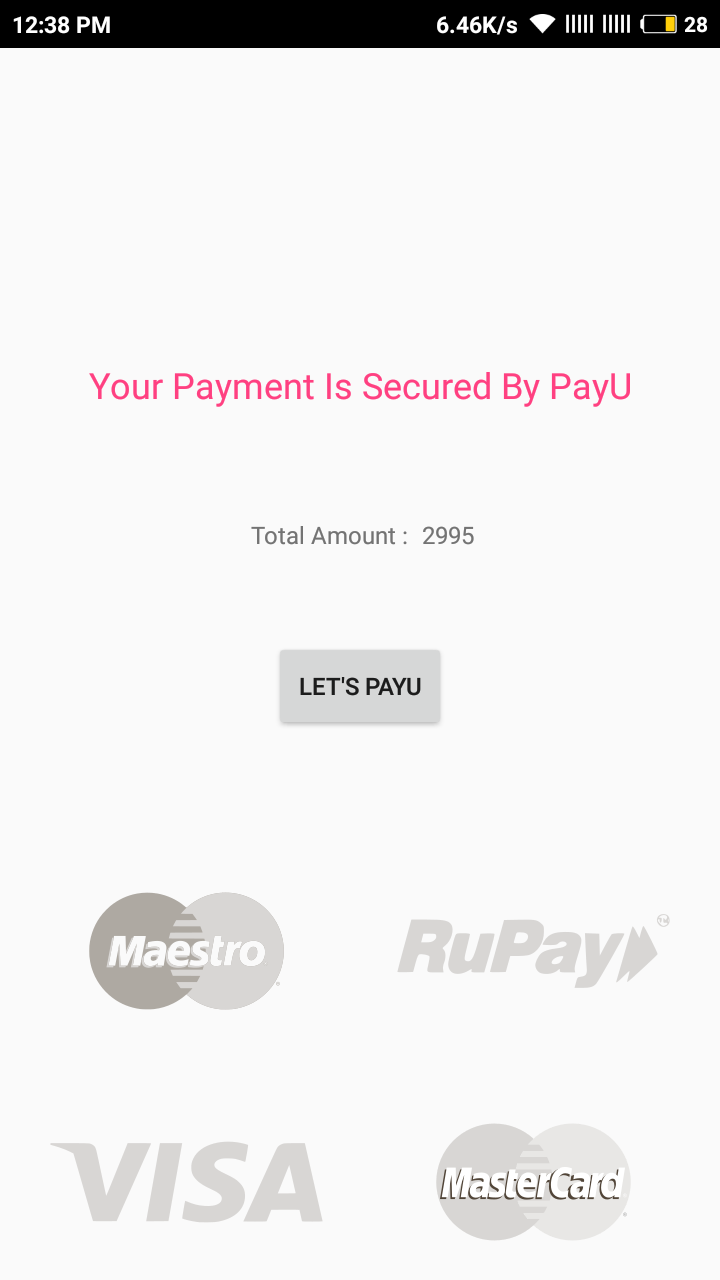 12:38 PM 6.46K/s 28
Your Payment Is Secured By PayU
Total Amount : 2995
LET'S PAYU
Maestro RuPay
VISA MasterCard